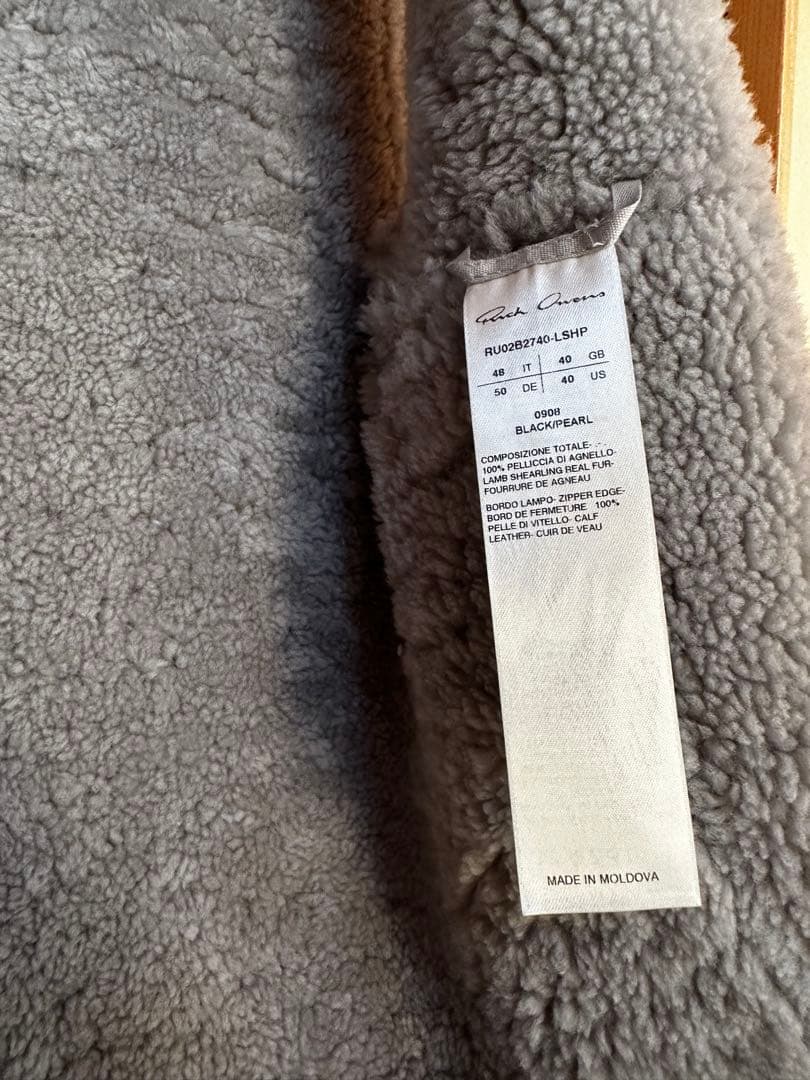 Rick Owens
RU02B2740-LSHP
48 IT 40 GB
50 DE 40 US
0908
BLACK/PEARL
COMPOSIZIONE TOTALE-
100% PELLICCIA DI AGNELLO-
LAMB SHEARLING REAL FUR-
FOURRURE DE AGNEAU
BORDO LAMPO- ZIPPER EDGE-
BORD DE FERMETURE 100%
PELLE DI VITELLO- CALF
LEATHER- CUIR DE VEAU
MADE IN MOLDOVA